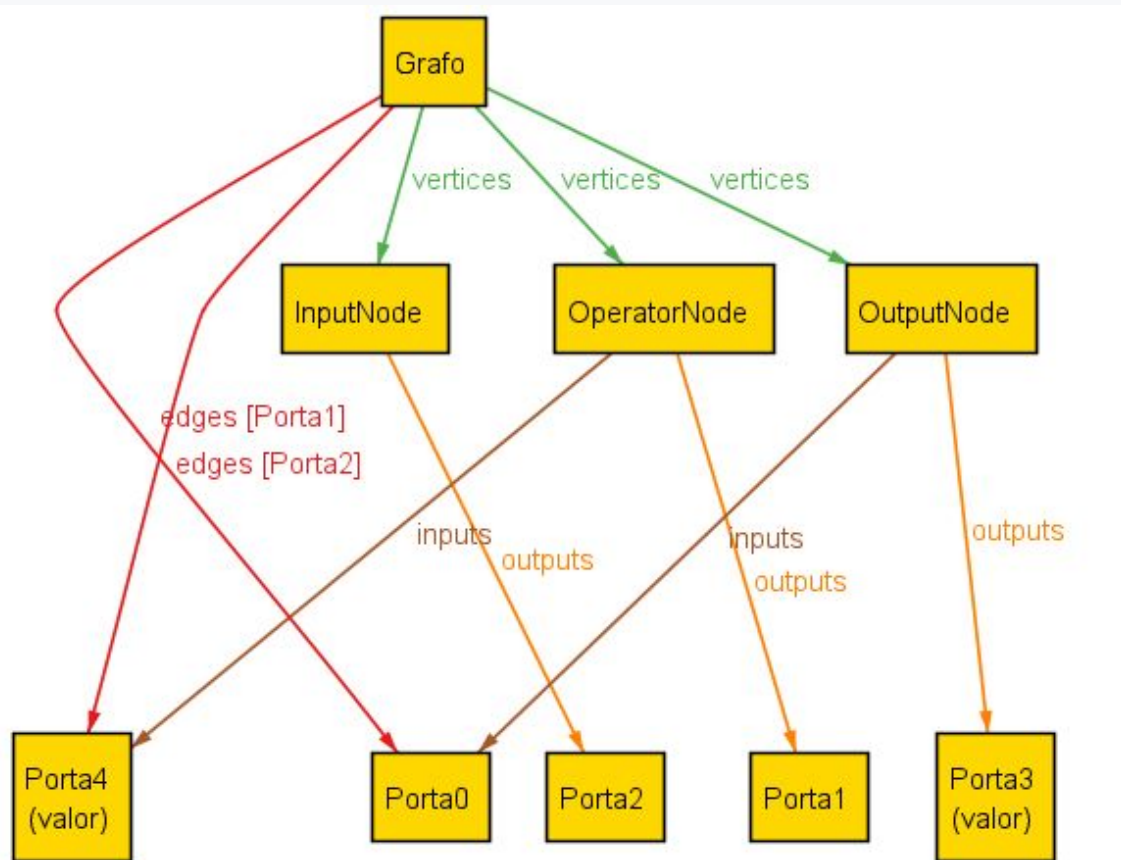 Grafo
vertices
vertices
vertices
InputNode
OperatorNode
OutputNode
edges [Porta1]
edges [Porta2]
inputs
outputs
inputs
outputs
outputs
Porta4
(valor)
Porta0
Porta2
Porta1
Porta3
(valor)